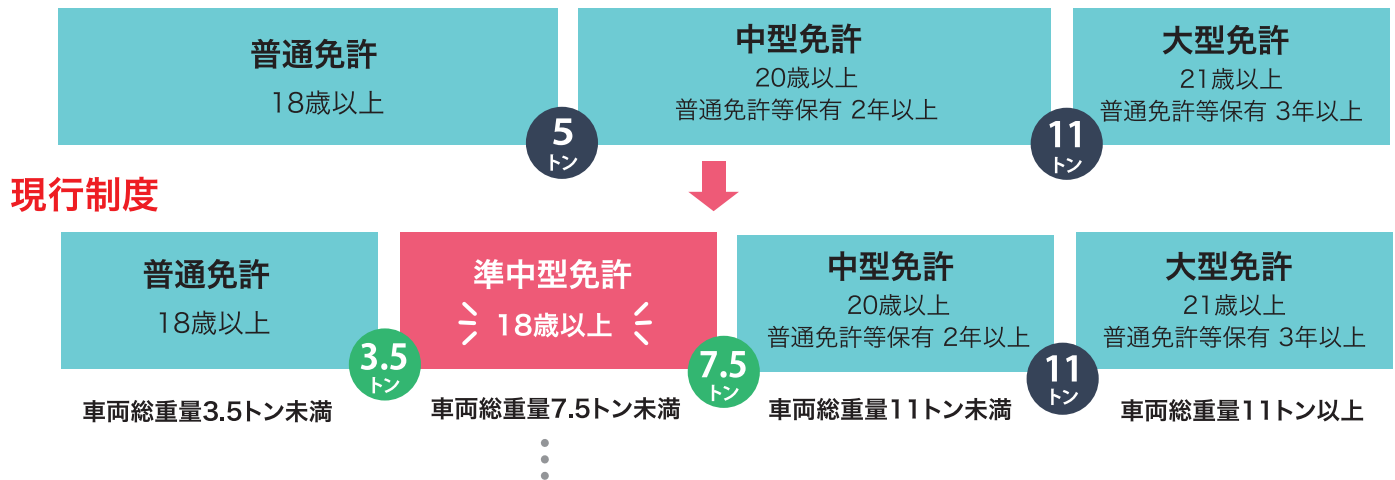 普通免許
18歳以上
5
トン
中型免許
20歳以上
普通免許等保有 2年以上
11
トン
大型免許
21歳以上
普通免許等保有 3年以上
現行制度
普通免許
18歳以上
3.5
トン
準中型免許
18歳以上
7.5
トン
中型免許
20歳以上
普通免許等保有 2年以上
11
トン
大型免許
21歳以上
普通免許等保有 3年以上
車両総重量3.5トン未満
車両総重量7.5トン未満
車両総重量11トン未満
車両総重量11トン以上